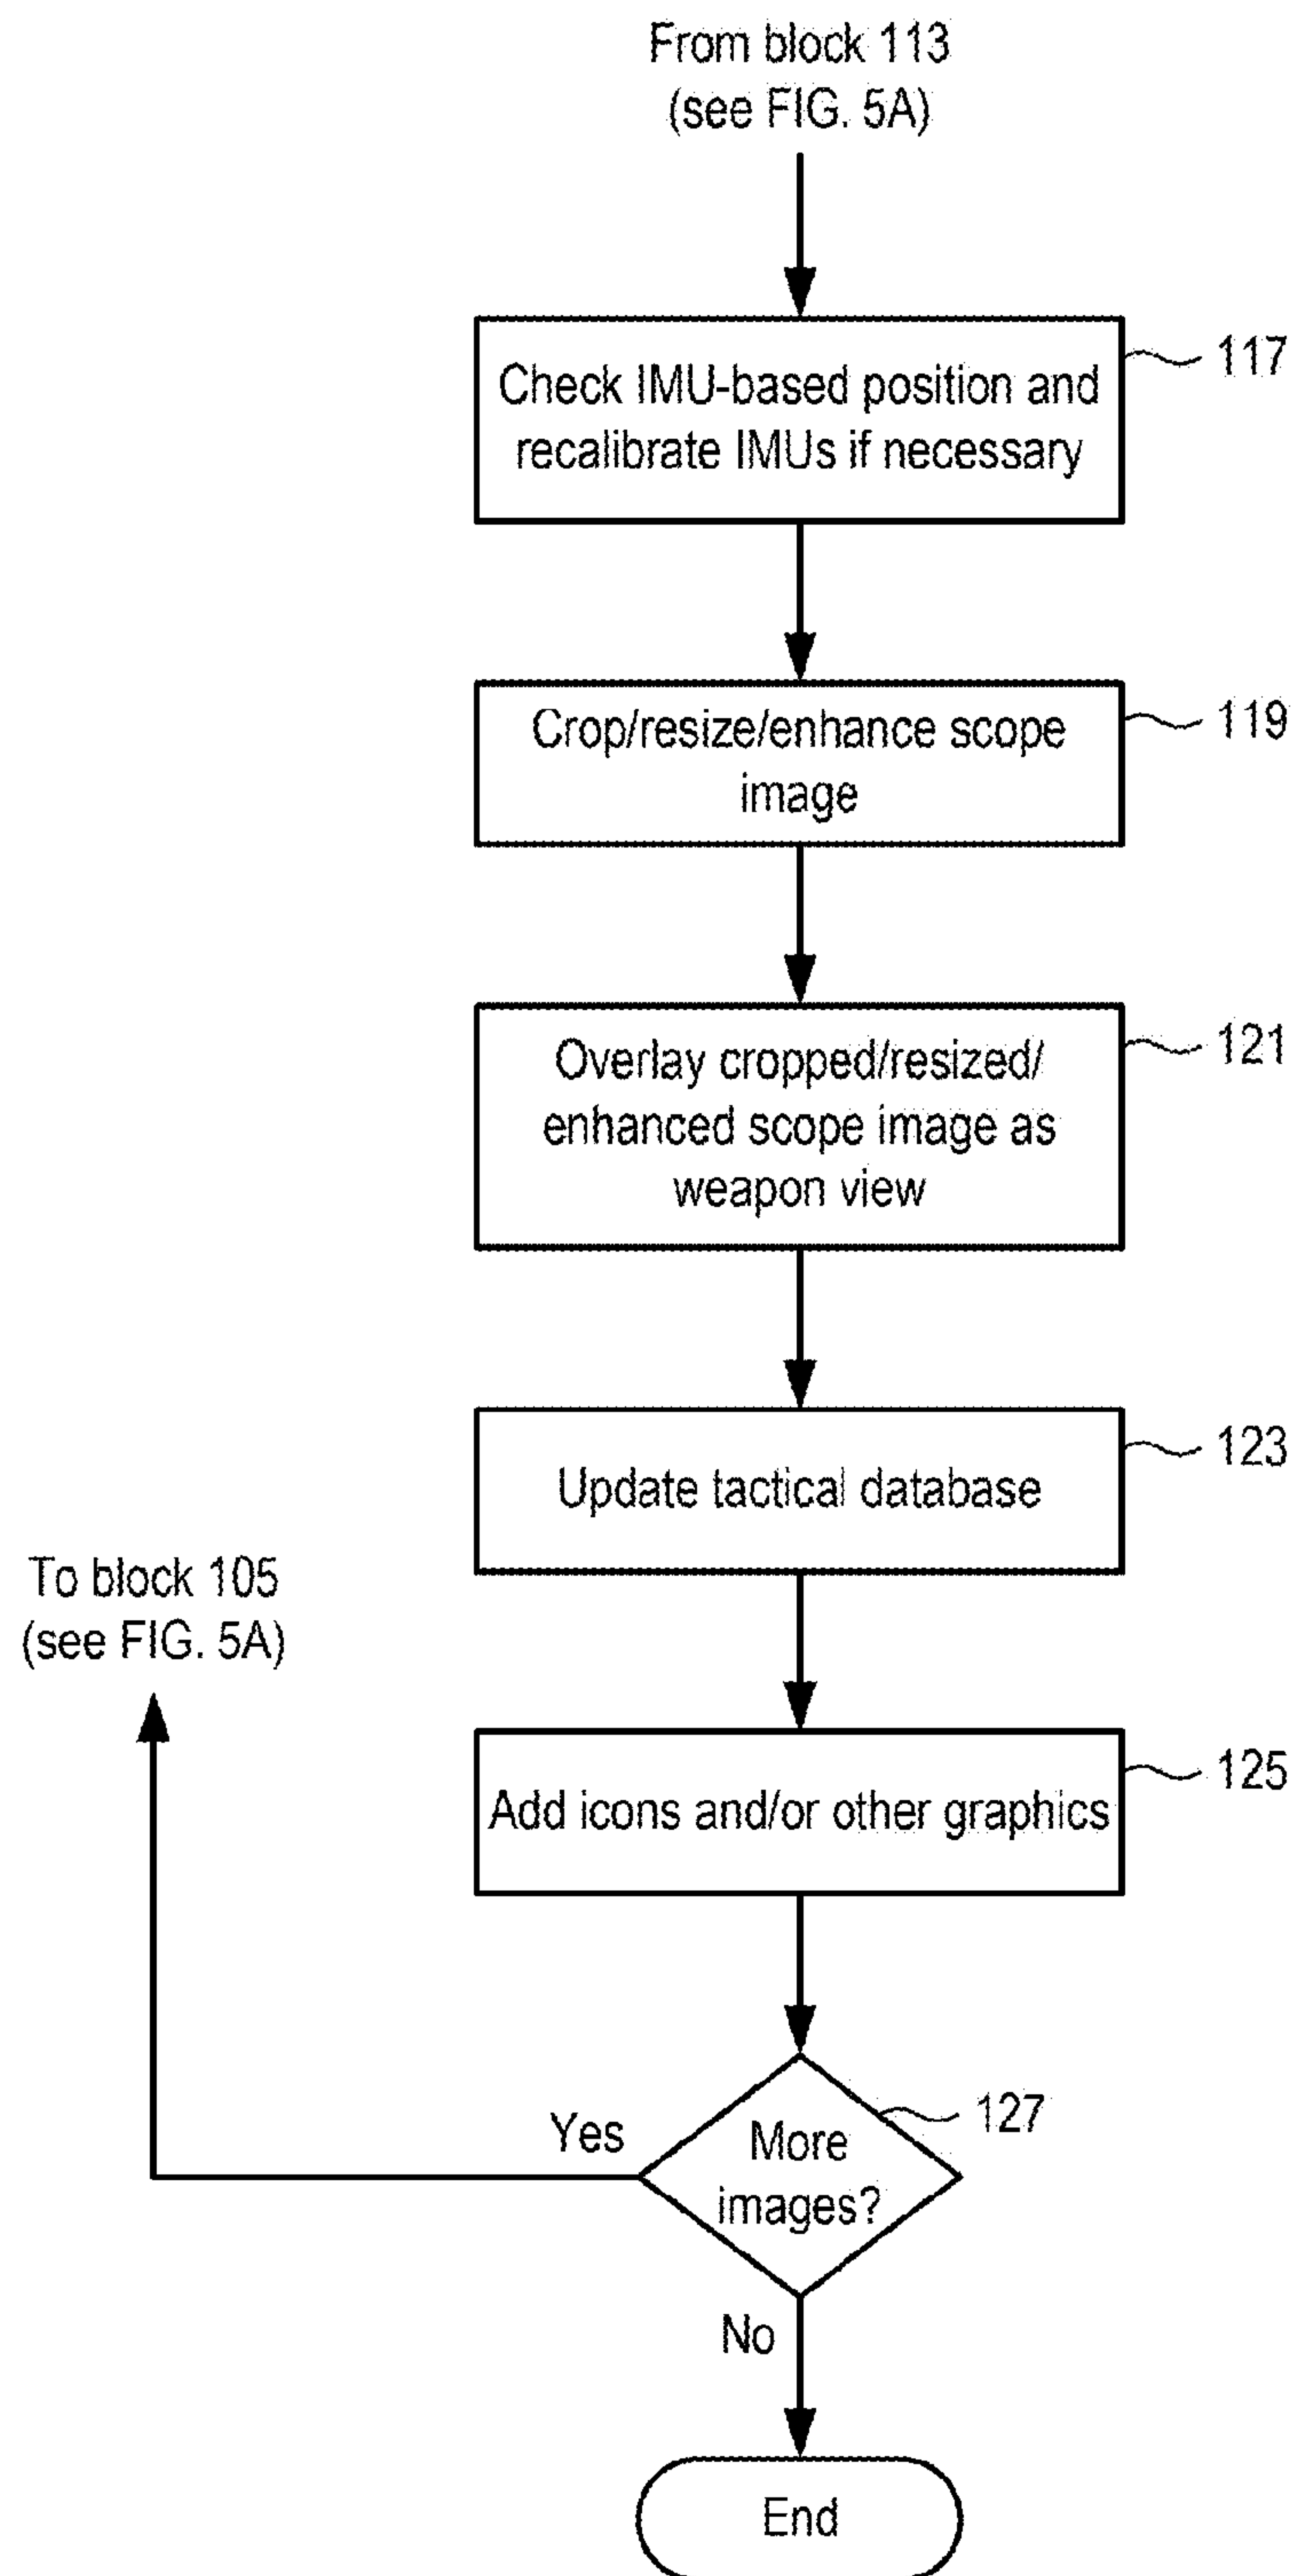 From block 113
(see FIG. 5A)
Check IMU-based position and
recalibrate IMUs if necessary
117
Crop/resize/enhance scope
image
119
Overlay cropped/resized/
enhanced scope image as
weapon view
121
Update tactical database
123
To block 105
(see FIG. 5A)
Add icons and/or other graphics
125
More
images?
127
Yes
No
End